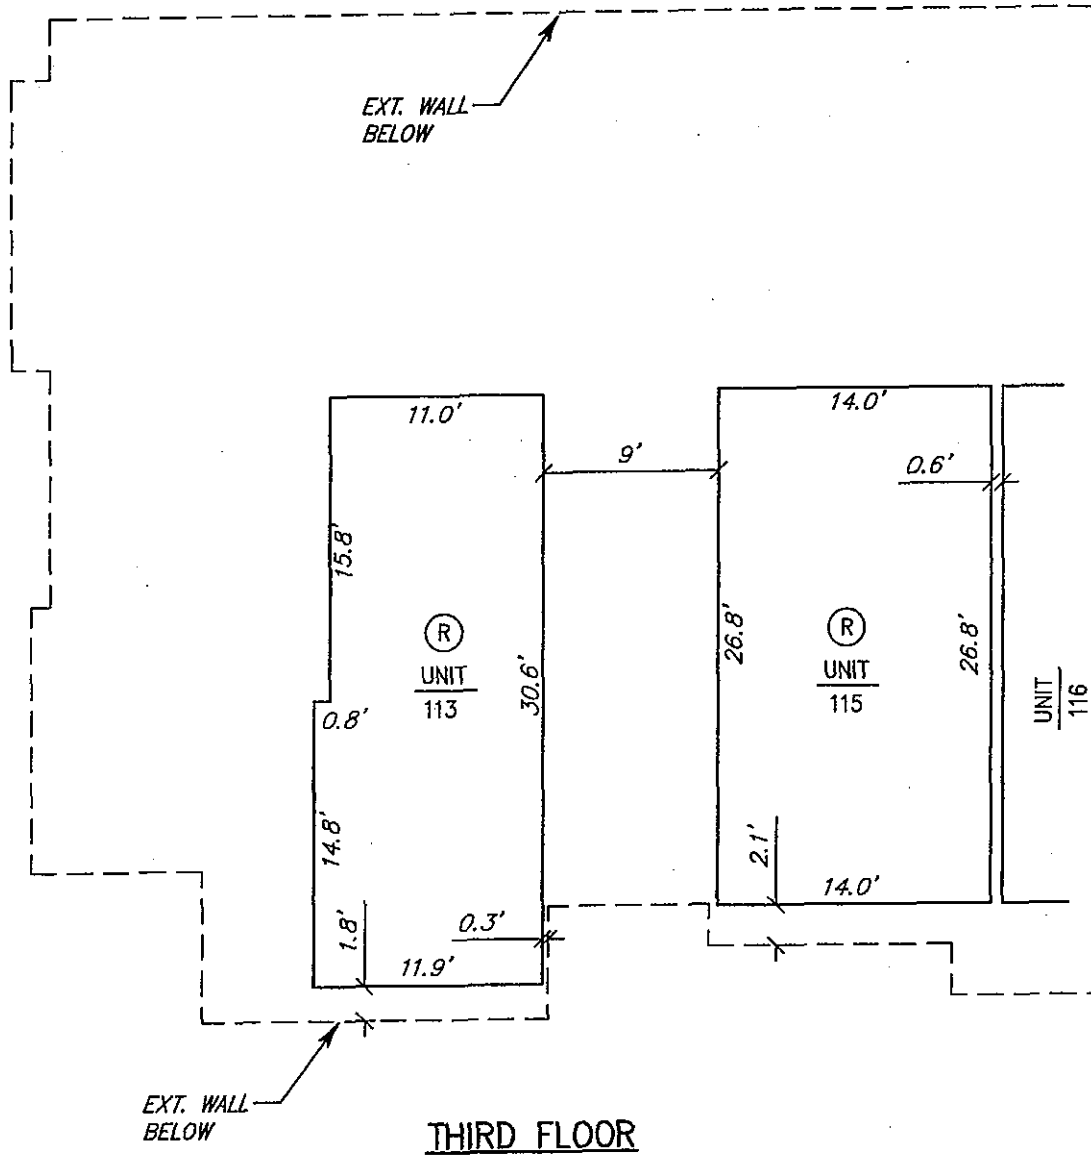 EXT. WALL
BELOW
11.0'
14.0'
9'
0.6'
15.8'
R
UNIT
113
30.6'
26.8'
R
UNIT
115
26.8'
UNIT
116
0.8'
14.8'
2.1'
14.0'
1.8'
0.3'
11.9'
EXT. WALL
BELOW
THIRD FLOOR